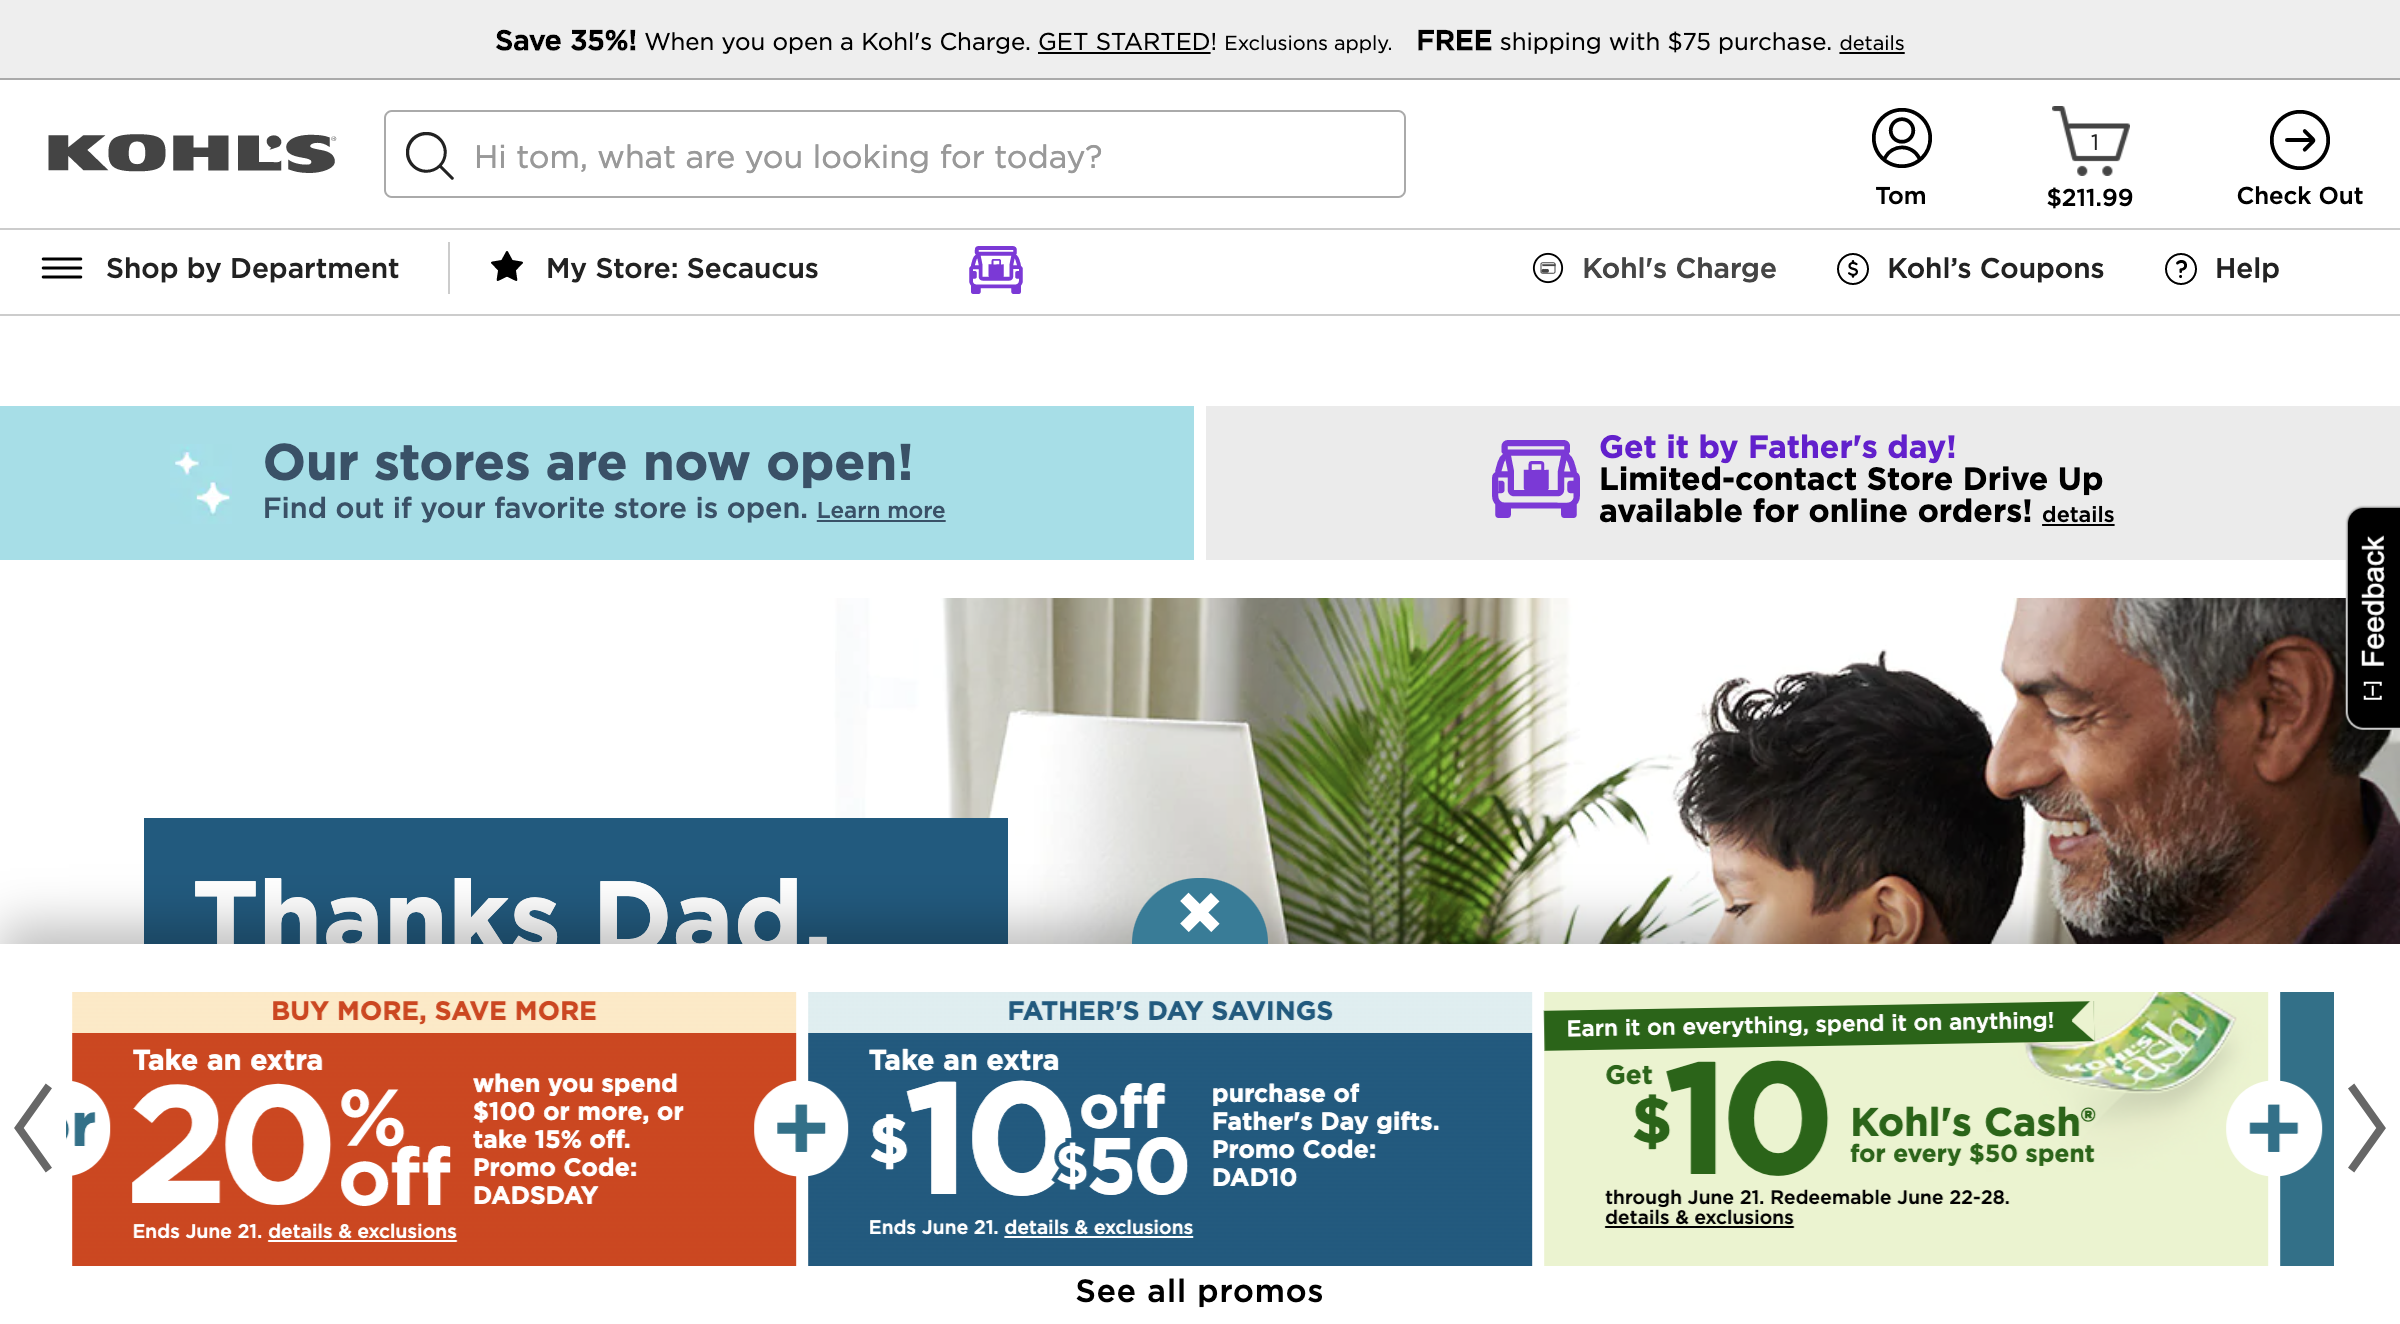 Save 35%! When you open a Kohl's Charge. GET STARTED! Exclusions apply. FREE shipping with $75 purchase. details
KOHL'S
Hi tom, what are you looking for today?
Tom
1
$211.99
Check Out
Shop by Department
My Store: Secaucus
Kohl's Charge
Kohl’s Coupons
Help
Our stores are now open!
Find out if your favorite store is open. Learn more
Get it by Father's day!
Limited-contact Store Drive Up
available for online orders! details
[-] Feedback
Thanks Dad.
BUY MORE, SAVE MORE
Take an extra
20% off
when you spend
$100 or more, or
take 15% off.
Promo Code:
DADSDAY
Ends June 21. details & exclusions
+
FATHER'S DAY SAVINGS
Take an extra
$10 off
$50
purchase of
Father's Day gifts.
Promo Code:
DAD10
Ends June 21. details & exclusions
Earn it on everything, spend it on anything!
KOHL'S
Cash
Get
$10 Kohl's Cash®
for every $50 spent
through June 21. Redeemable June 22-28.
details & exclusions
+
See all promos